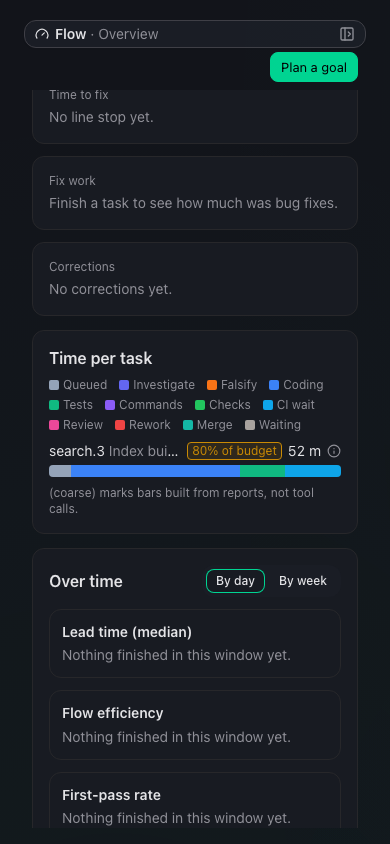 Flow · Overview
Plan a goal
Time to fix
No line stop yet.
Fix work
Finish a task to see how much was bug fixes.
Corrections
No corrections yet.
Time per task
Queued Investigate Falsify Coding
Tests Commands Checks CI wait
Review Rework Merge Waiting
search.3 Index bui... 80% of budget 52 m
(coarse) marks bars built from reports, not tool
calls.
Over time By day By week
Lead time (median)
Nothing finished in this window yet.
Flow efficiency
Nothing finished in this window yet.
First-pass rate
Nothing finished in this window yet.